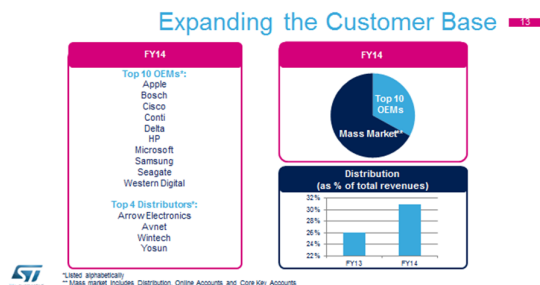 Expanding the Customer Base
13
FY14
Top 10 OEMs*:
Apple
Bosch
Cisco
Conti
Delta
HP
Microsoft
Samsung
Seagate
Western Digital
Top 4 Distributors*:
Arrow Electronics
Avnet
Wintech
Yosun
FY14
Top 10
OEMs
Mass Market**
Distribution
(as % of total revenues)
32%
30%
28%
26%
24%
22%
FY13 FY14
ST
*Listed alphabetically
** Mass market includes Distribution, Online Accounts and Core Key Accounts